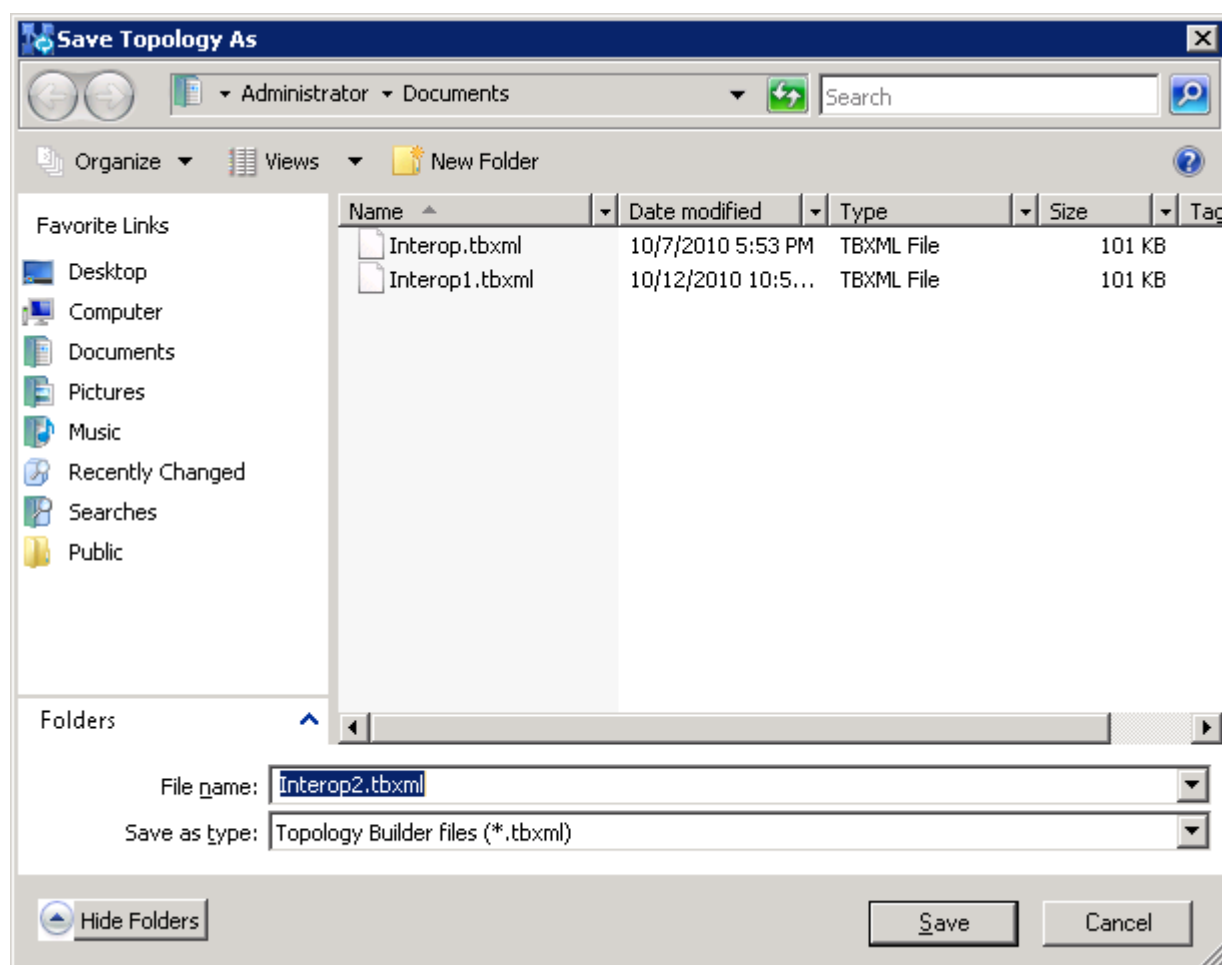 Save Topology As
Administrator Documents Search
Organize Views New Folder
Favorite Links
Desktop
Computer
Documents
Pictures
Music
Recently Changed
Searches
Public
Folders
Name Date modified Type Size Tag
Interop.tbxml 10/7/2010 5:53 PM TBXML File 101 KB
Interop1.tbxml 10/12/2010 10:5... TBXML File 101 KB
File name: Interop2.tbxml
Save as type: Topology Builder files (*.tbxml)
Hide Folders Save Cancel